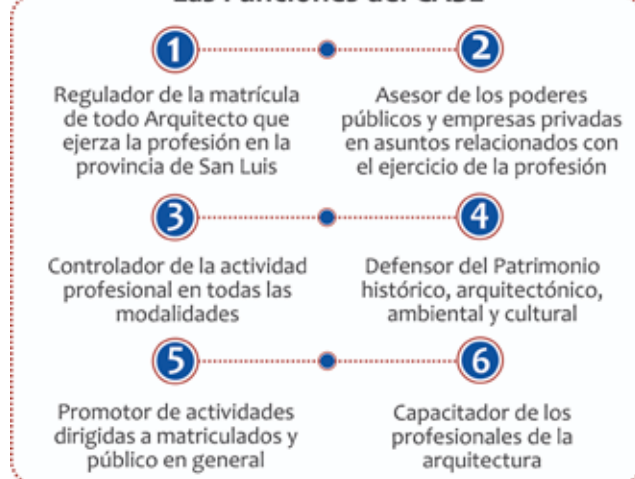 1
2
Regulador de la matrícula
de todo Arquitecto que
ejerza la profesión en la
provincia de San Luis
Asesor de los poderes
públicos y empresas privadas
en asuntos relacionados con
el ejercicio de la profesión
3
4
Controlador de la actividad
profesional en todas las
modalidades
Defensor del Patrimonio
histórico, arquitectónico,
ambiental y cultural
5
6
Promotor de actividades
dirigidas a matriculados y
público en general
Capacitador de los
profesionales de la
arquitectura